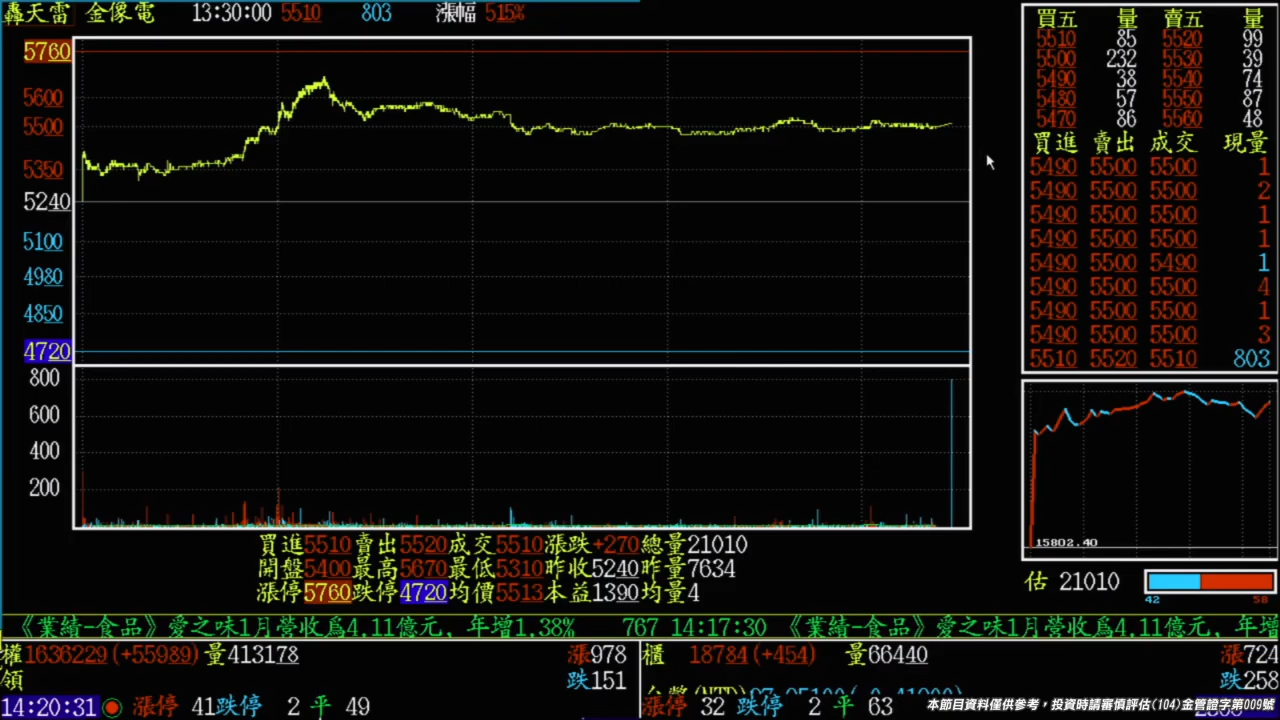 轟天雷 金像電 13:30:00 5510 803 漲幅 515%
5760
5600
5500
5350
5240
5100
4980
4850
4720
800
600
400
200
買進5510賣出5520成交5510漲跌+270總量21010
開盤5400最高5670最低5310昨收5240昨量7634
漲停5760跌停4720均價5513本益1390均量4
買五 量 賣五 量
5510 85 5520 99
5500 232 5530 39
5490 38 5540 74
5480 57 5550 87
5470 86 5560 48
買進 賣出 成交 現量
5490 5500 5500 1
5490 5500 5500 2
5490 5500 5500 1
5490 5500 5500 1
5490 5500 5490 1
5490 5500 5500 4
5490 5500 5500 1
5490 5500 5500 3
5510 5520 5510 803
15802.40
估 21010
42 58
《業績-食品》愛之味1月營收為4.11億元, 年增1.38% 767 14:17:30 《業績-食品》愛之味1月營收為4.11億元, 年增
權1636229(+55989)量413178 漲978
領 跌151
14:20:31 漲停 41跌停 2 平 49
櫃 18784(+454) 量66440 漲724
跌258
漲停 32 跌停 2 平 63
本節目資料僅供參考，投資時請審慎評估(104)金管證字第009號